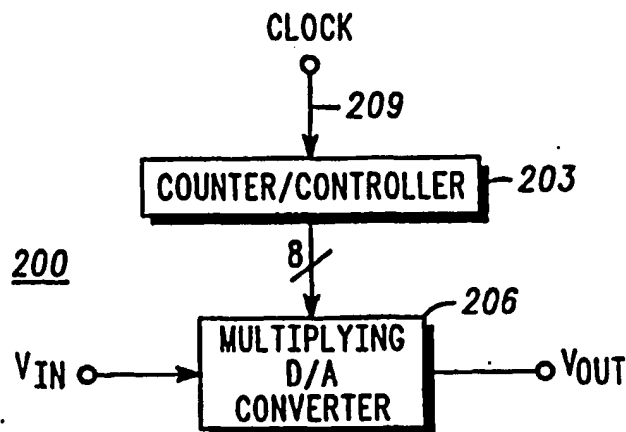 CLOCK
209
COUNTER/CONTROLLER
203
8
200
206
MULTIPLYING
D/A
CONVERTER
VIN
VOUT